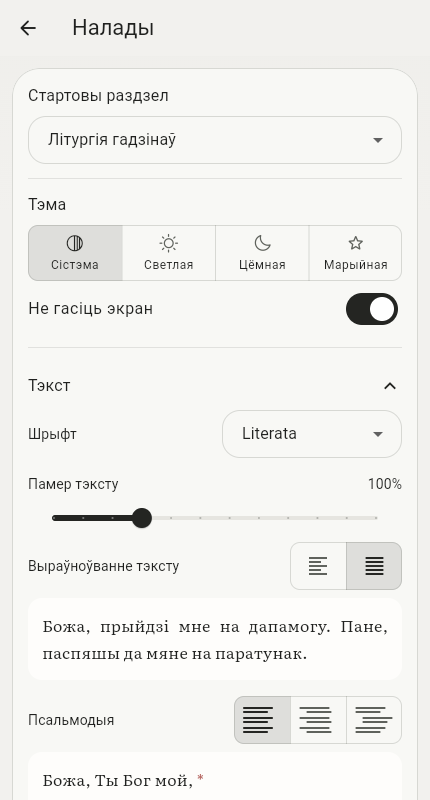 Налады
Стартовы раздзел
Літургія гадзінаў
Тэма
Сістэма Светлая Цёмная Марыйная
Не гасіць экран
Тэкст
Шрыфт Literata
Памер тэксту 100%
Выраўноўванне тэксту
Божа, прыйдзі мне на дапамогу. Пане,
паспяшы да мяне на паратунак.
Псальмодыя
Божа, Ты Бог мой, *